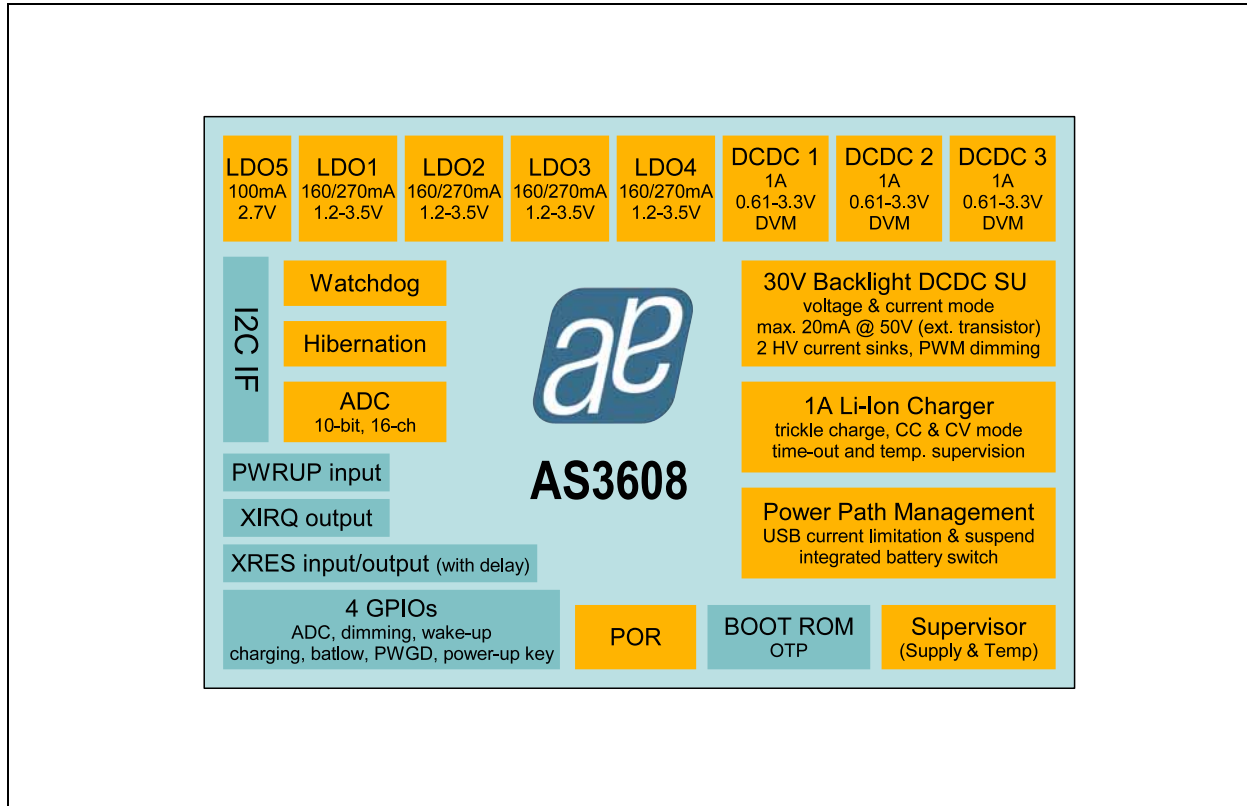 LDO5
100mA
2.7V
LDO1
160/270mA
1.2-3.5V
LDO2
160/270mA
1.2-3.5V
LDO3
160/270mA
1.2-3.5V
LDO4
160/270mA
1.2-3.5V
DCDC 1
1A
0.61-3.3V
DVM
DCDC 2
1A
0.61-3.3V
DVM
DCDC 3
1A
0.61-3.3V
DVM
I2C IF
Watchdog
Hibernation
ADC
10-bit, 16-ch
PWRUP input
XIRQ output
XRES input/output (with delay)
4 GPIOs
ADC, dimming, wake-up
charging, batlow, PWGD, power-up key
ae
AS3608
30V Backlight DCDC SU
voltage & current mode
max. 20mA @ 50V (ext. transistor)
2 HV current sinks, PWM dimming
1A Li-Ion Charger
trickle charge, CC & CV mode
time-out and temp. supervision
Power Path Management
USB current limitation & suspend
integrated battery switch
POR
BOOT ROM
OTP
Supervisor
(Supply & Temp)